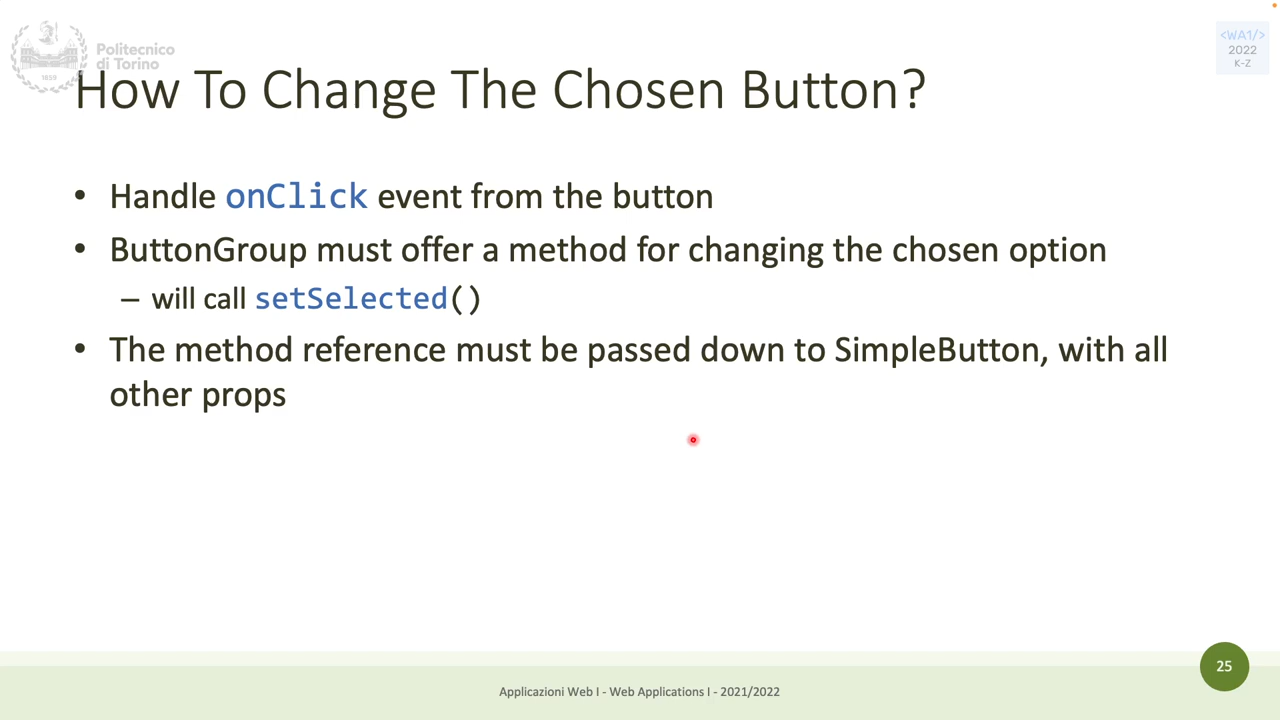 Politecnico
di Torino
1859
<WA1/>
2022
K-Z
How To Change The Chosen Button?
• Handle onClick event from the button
• ButtonGroup must offer a method for changing the chosen option
– will call setSelected()
• The method reference must be passed down to SimpleButton, with all
other props
25
Applicazioni Web I - Web Applications I - 2021/2022